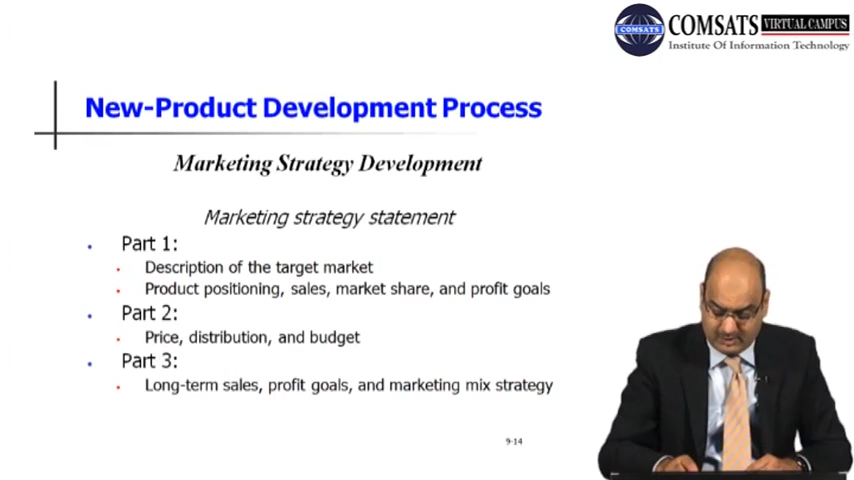 COMSATS
COMSATS VIRTUAL CAMPUS
Institute Of Information Technology
New-Product Development Process
Marketing Strategy Development
Marketing strategy statement
• Part 1:
• Description of the target market
• Product positioning, sales, market share, and profit goals
• Part 2:
• Price, distribution, and budget
• Part 3:
• Long-term sales, profit goals, and marketing mix strategy
9-14